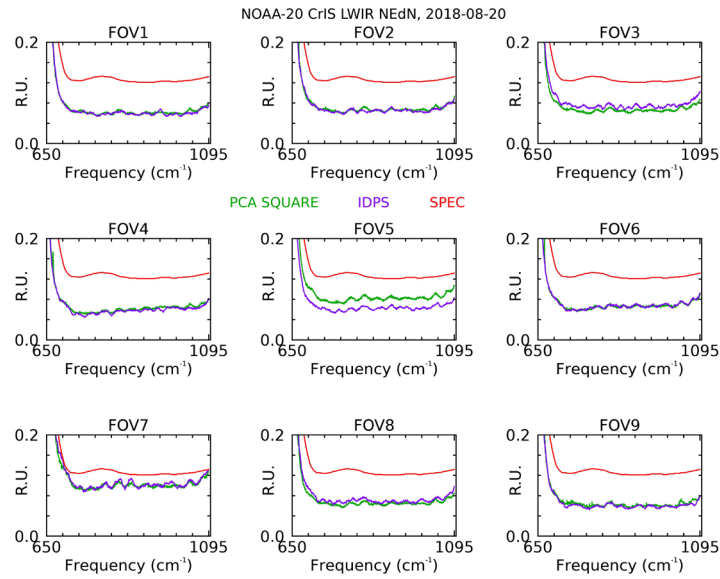 NOAA-20 CrIS LWIR NEdN, 2018-08-20
FOV1 FOV2 FOV3
0.2 0.2 0.2
R.U. R.U. R.U.
0.0 0.0 0.0
650 1095 650 1095 650 1095
Frequency (cm⁻¹) Frequency (cm⁻¹) Frequency (cm⁻¹)
PCA SQUARE IDPS SPEC
FOV4 FOV5 FOV6
0.2 0.2 0.2
R.U. R.U. R.U.
0.0 0.0 0.0
650 1095 650 1095 650 1095
Frequency (cm⁻¹) Frequency (cm⁻¹) Frequency (cm⁻¹)
FOV7 FOV8 FOV9
0.2 0.2 0.2
R.U. R.U. R.U.
0.0 0.0 0.0
650 1095 650 1095 650 1095
Frequency (cm⁻¹) Frequency (cm⁻¹) Frequency (cm⁻¹)